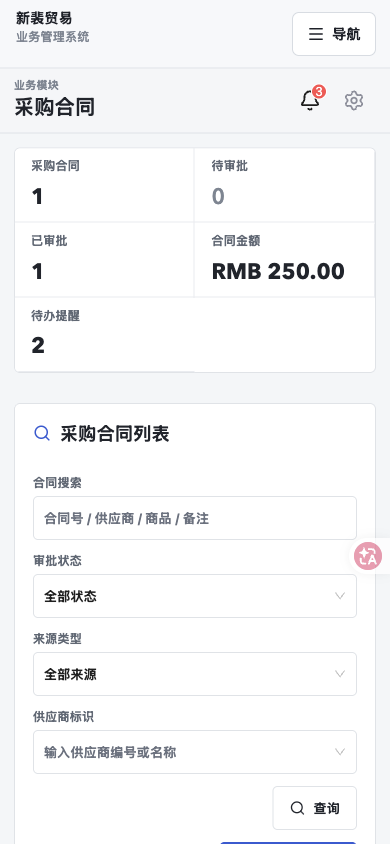 新裴贸易
业务管理系统
导航
业务模块
采购合同
3
采购合同
1
待审批
0
已审批
1
合同金额
RMB 250.00
待办提醒
2
采购合同列表
合同搜索
合同号 / 供应商 / 商品 / 备注
审批状态
全部状态
来源类型
全部来源
供应商标识
输入供应商编号或名称
查询